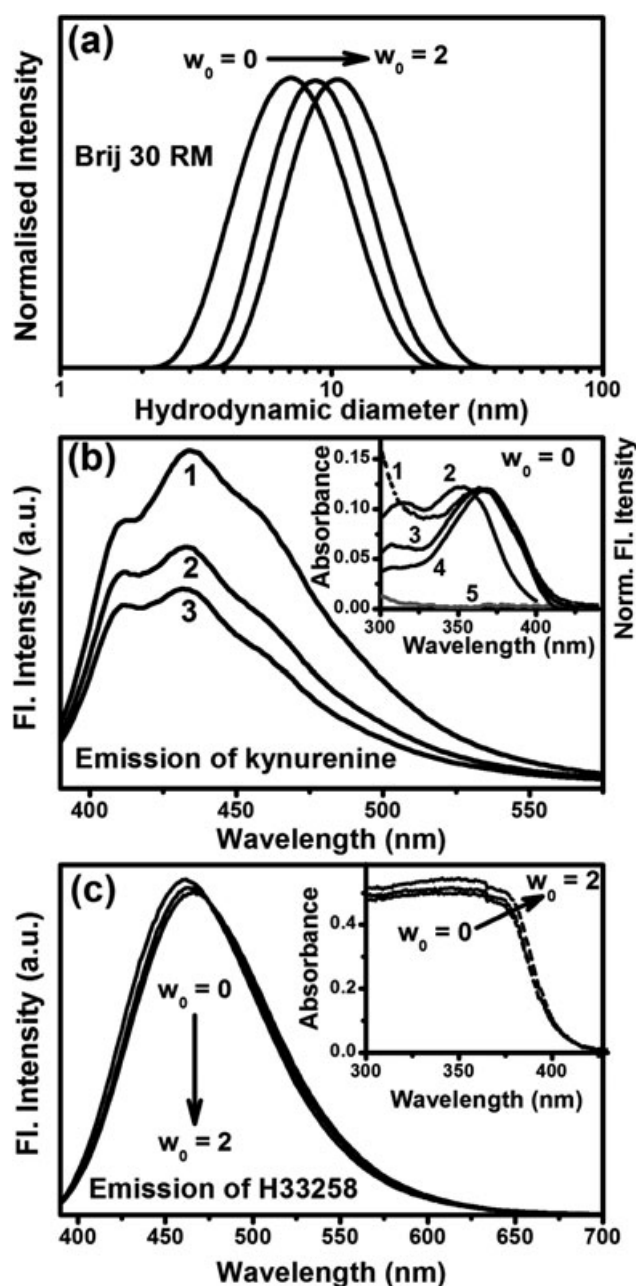 (a)
w₀ = 0
w₀ = 2
Brij 30 RM
Normalised Intensity
1
10
100
Hydrodynamic diameter (nm)
(b)
1
2
3
Fl. Intensity (a.u.)
Emission of kynurenine
400
450
500
550
Wavelength (nm)
w₀ = 0
1
2
3
4
5
0.15
0.10
0.05
0.00
Absorbance
Norm. Fl. Itensity
300
350
400
Wavelength (nm)
(c)
w₀ = 0
w₀ = 2
Fl. Intensity (a.u.)
Emission of H33258
400
450
500
550
600
650
700
Wavelength (nm)
w₀ = 2
w₀ = 0
0.4
0.2
0.0
Absorbance
300
350
400
Wavelength (nm)